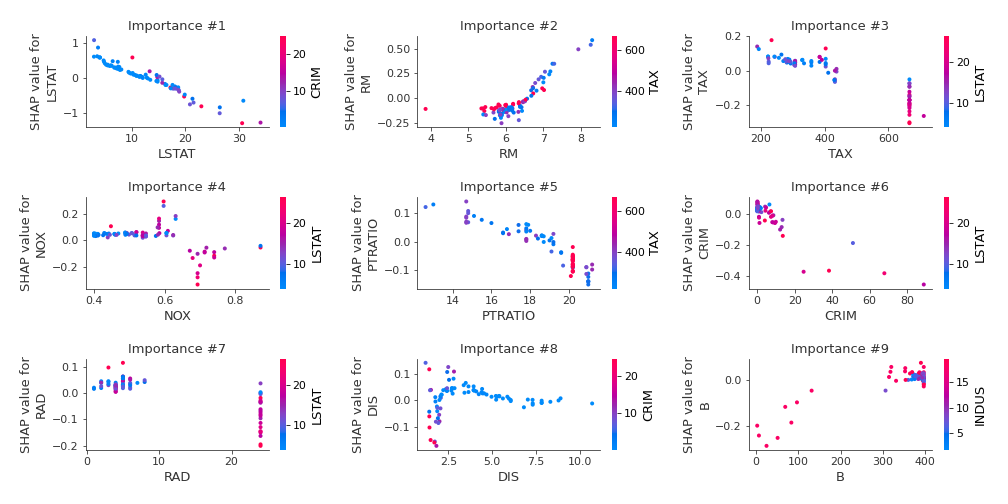 Importance #1
SHAP value for
LSTAT
1
0
−1
10
20
30
LSTAT
20
10
CRIM
Importance #2
SHAP value for
RM
0.50
0.25
0.00
−0.25
4
5
6
7
8
RM
600
400
TAX
Importance #3
SHAP value for
TAX
0.2
0.0
−0.2
200
400
600
TAX
20
10
LSTAT
Importance #4
SHAP value for
NOX
0.2
0.0
−0.2
0.4
0.6
0.8
NOX
20
10
LSTAT
Importance #5
SHAP value for
PTRATIO
0.1
0.0
−0.1
14
16
18
20
PTRATIO
600
400
TAX
Importance #6
SHAP value for
CRIM
0.0
−0.2
−0.4
0
20
40
60
80
CRIM
20
10
LSTAT
Importance #7
SHAP value for
RAD
0.1
0.0
−0.1
−0.2
0
10
20
RAD
20
10
LSTAT
Importance #8
SHAP value for
DIS
0.1
0.0
−0.1
2.5
5.0
7.5
10.0
DIS
20
10
CRIM
Importance #9
SHAP value for
B
0.0
−0.2
0
100
200
300
400
B
15
10
5
INDUS